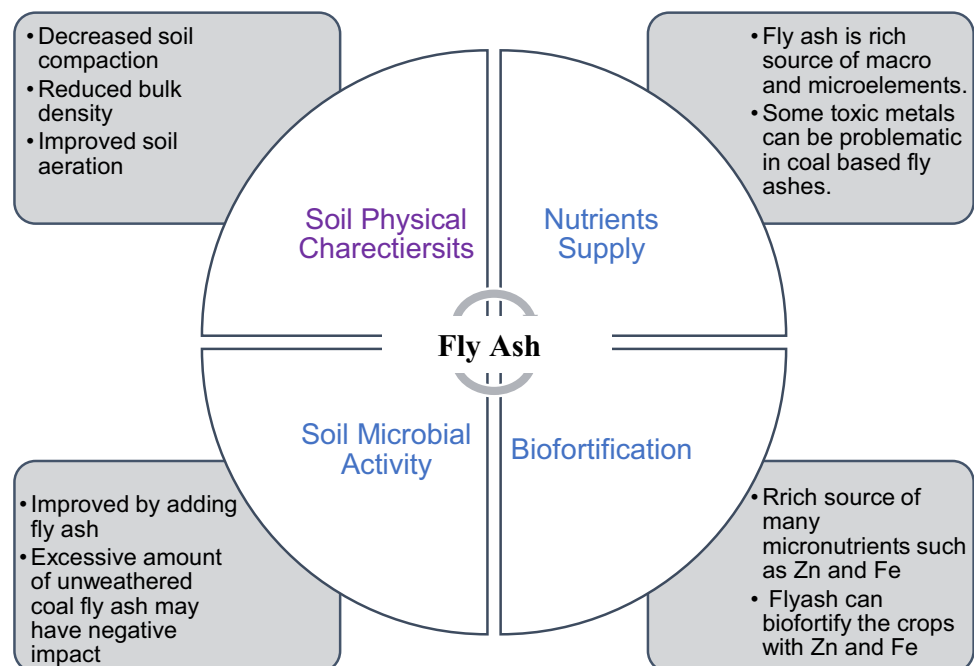 • Decreased soil
compaction
• Reduced bulk
density
• Improved soil
aeration
• Fly ash is rich
source of macro
and microelements.
• Some toxic metals
can be problematic
in coal based fly
ashes.
Soil Physical
Charectiersits
Nutrients
Supply
Fly Ash
Soil Microbial
Activity
Biofortification
• Improved by adding
fly ash
• Excessive amount
of unweathered
coal fly ash may
have negative
impact
• Rrich source of
many
micronutrients such
as Zn and Fe
• Flyash can
biofortify the crops
with Zn and Fe